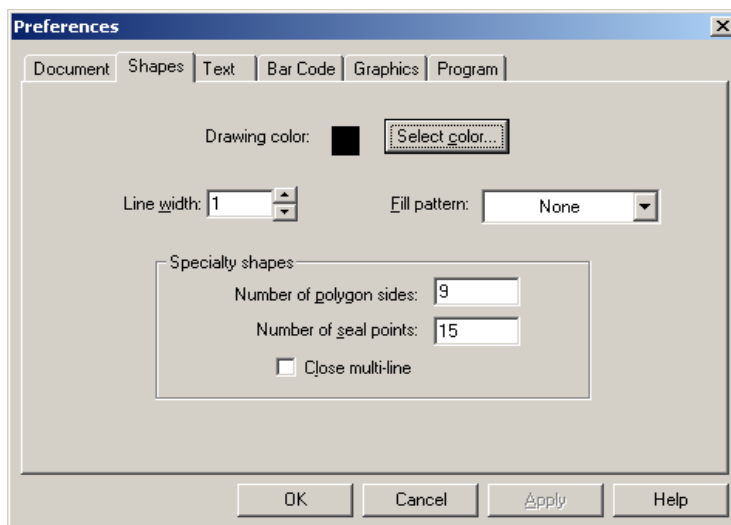 Preferences
Document Shapes Text Bar Code Graphics Program
Drawing color: Select color...
Line width: 1 Fill pattern: None
Specialty shapes
Number of polygon sides: 9
Number of seal points: 15
Close multi-line
OK Cancel Apply Help